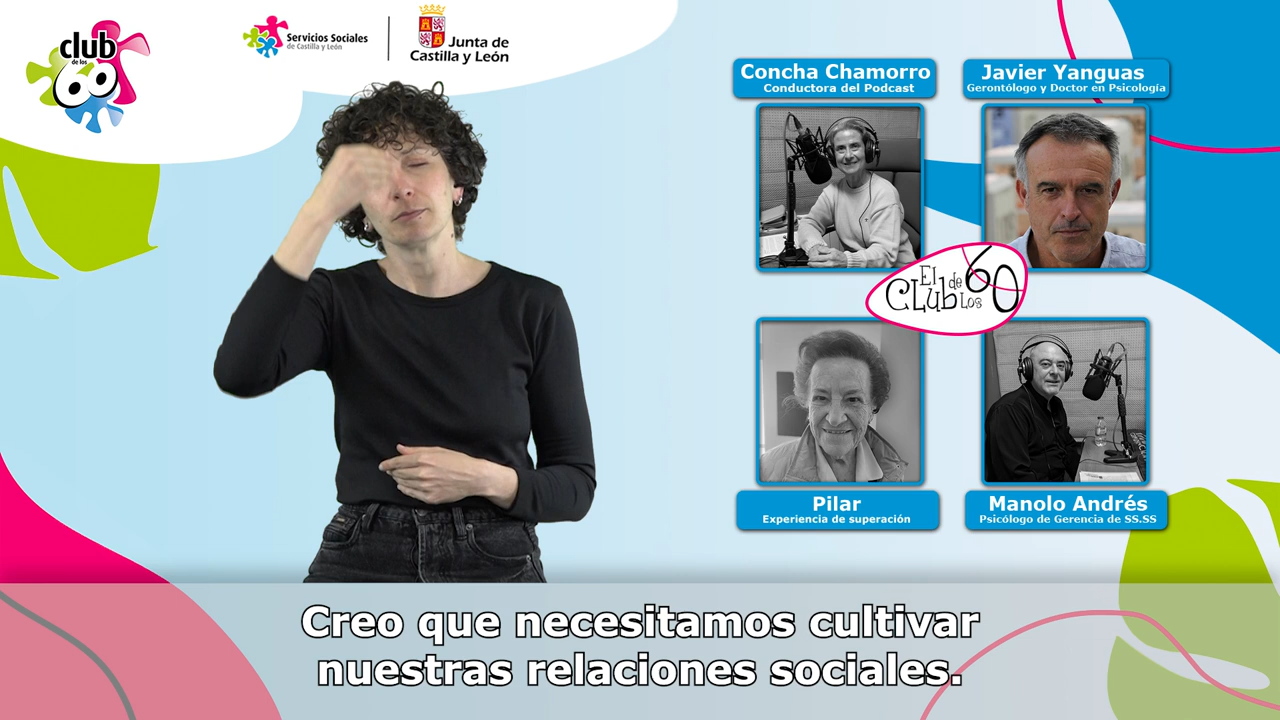 club
de los
60
Servicios Sociales
de Castilla y León
Junta de
Castilla y León
Concha Chamorro
Conductora del Podcast
Javier Yanguas
Gerontólogo y Doctor en Psicología
El
CLub de
Los 60
Pilar
Experiencia de superación
Manolo Andrés
Psicólogo de Gerencia de SS.SS
Creo que necesitamos cultivar
nuestras relaciones sociales.